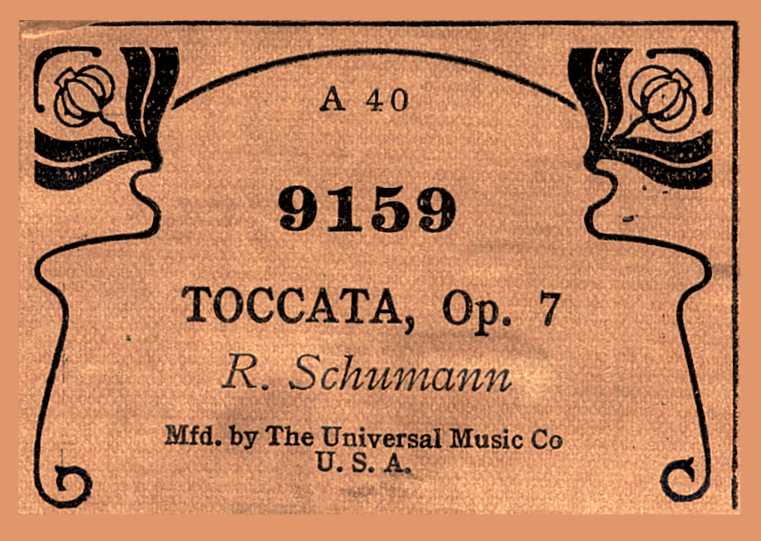 A 40
9159
TOCCATA, Op. 7
R. Schumann
Mfd. by The Universal Music Co
U. S. A.